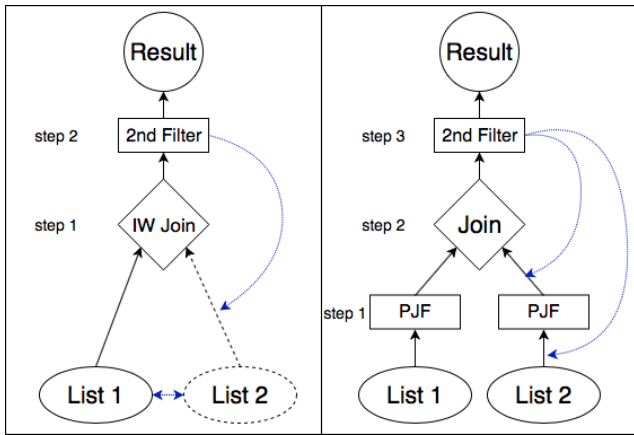 Result
step 2
2nd Filter
step 1
IW Join
List 1
List 2
Result
step 3
2nd Filter
step 2
Join
step 1
PJF
PJF
List 1
List 2